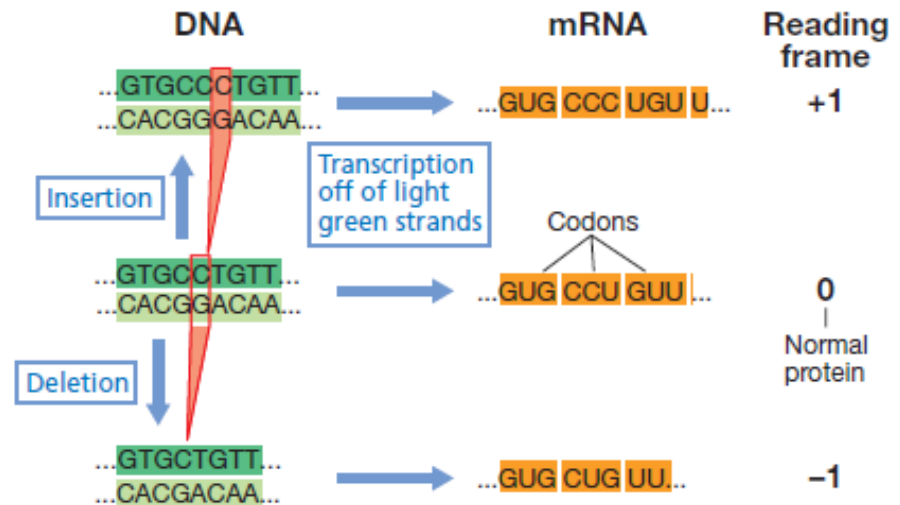 DNA
mRNA
Reading
frame
...GTGCCCTGTT...
...CACGGGACAA...
...GUG CCC UGU U...
+1
Insertion
Transcription
off of light
green strands
Codons
...GTGCCTGTT...
...CACGGACAA...
...GUG CCU GUU ...
0
Normal
protein
Deletion
...GTGCTGTT...
...CACGACAA...
...GUG CUG UU...
–1